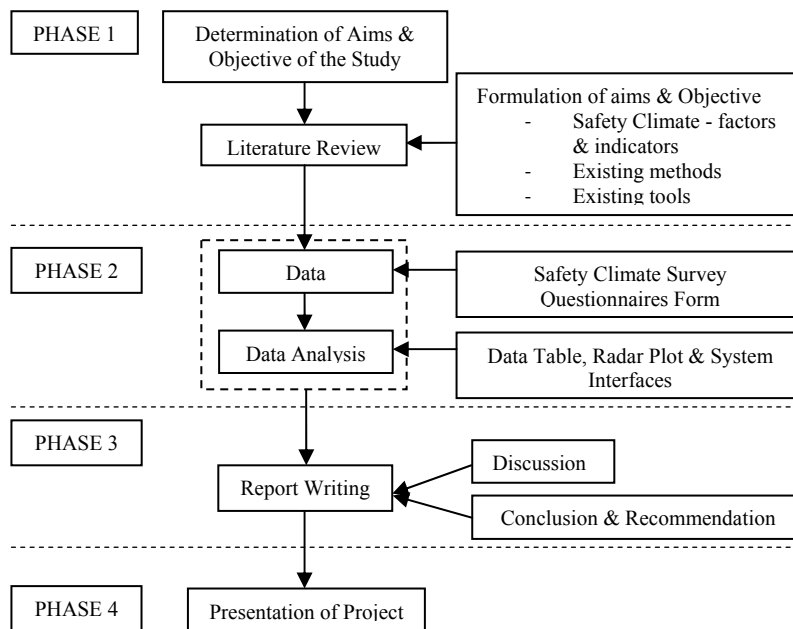 PHASE 1
Determination of Aims &
Objective of the Study
Formulation of aims & Objective
- Safety Climate - factors
& indicators
- Existing methods
- Existing tools
Literature Review
PHASE 2
Data
Safety Climate Survey
Questionnaires Form
Data Analysis
Data Table, Radar Plot & System
Interfaces
PHASE 3
Discussion
Report Writing
Conclusion & Recommendation
PHASE 4
Presentation of Project